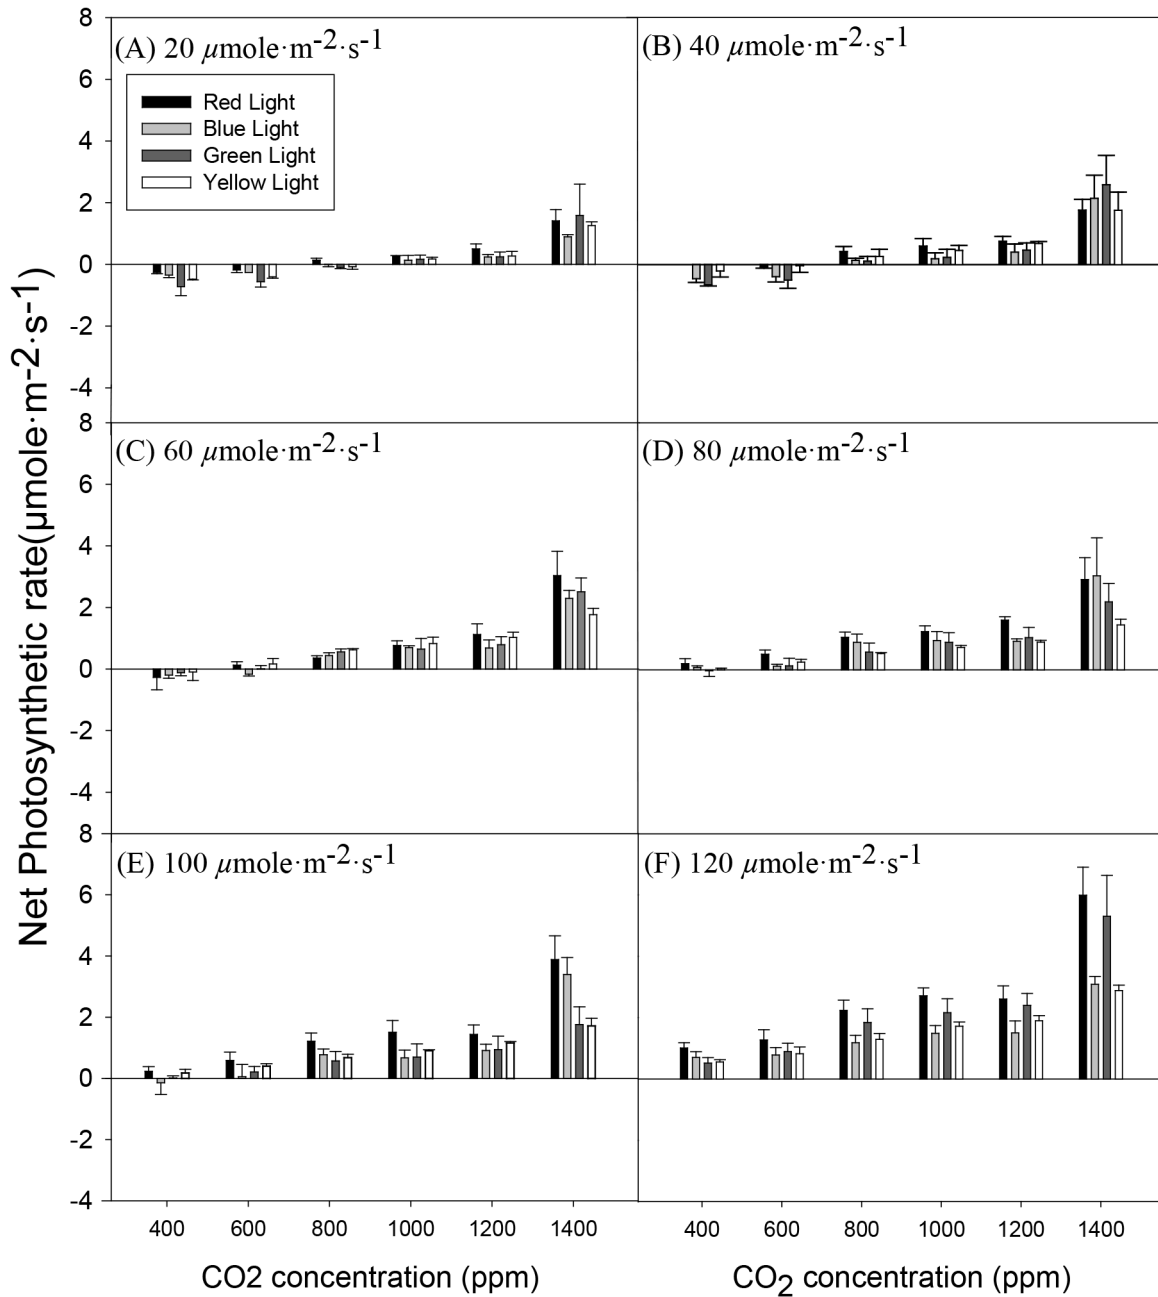 Net Photosynthetic rate(µmole·m-2·s-1)
8
6
4
2
0
-2
-4
(A) 20 µmole·m-2·s-1
Red Light
Blue Light
Green Light
Yellow Light
(B) 40 µmole·m-2·s-1
8
6
4
2
0
-2
-4
(C) 60 µmole·m-2·s-1
(D) 80 µmole·m-2·s-1
8
6
4
2
0
-2
-4
(E) 100 µmole·m-2·s-1
(F) 120 µmole·m-2·s-1
400 600 800 1000 1200 1400
400 600 800 1000 1200 1400
CO2 concentration (ppm)
CO2 concentration (ppm)